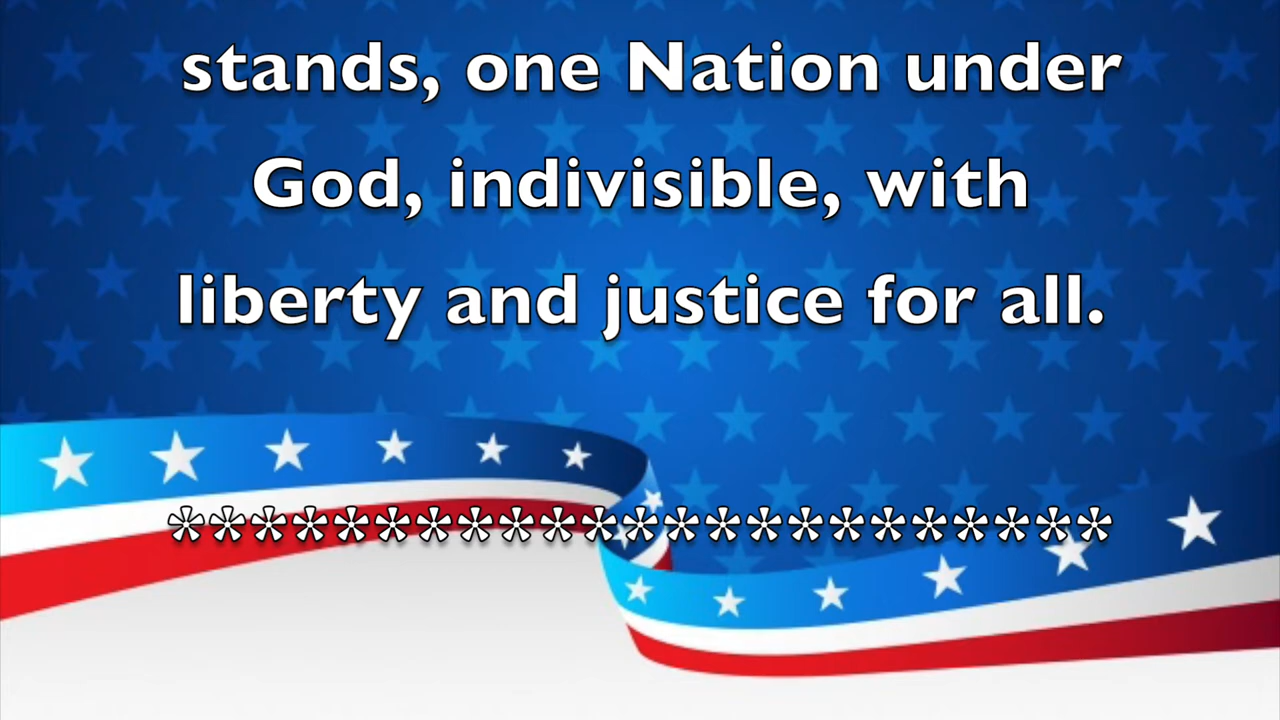 stands, one Nation under
God, indivisible, with
liberty and justice for all.
***********************